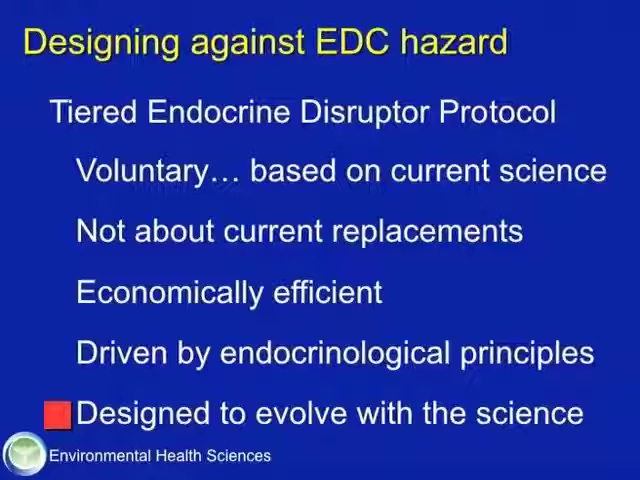 Designing against EDC hazard
Tiered Endocrine Disruptor Protocol
Voluntary… based on current science
Not about current replacements
Economically efficient
Driven by endocrinological principles
Designed to evolve with the science
Environmental Health Sciences